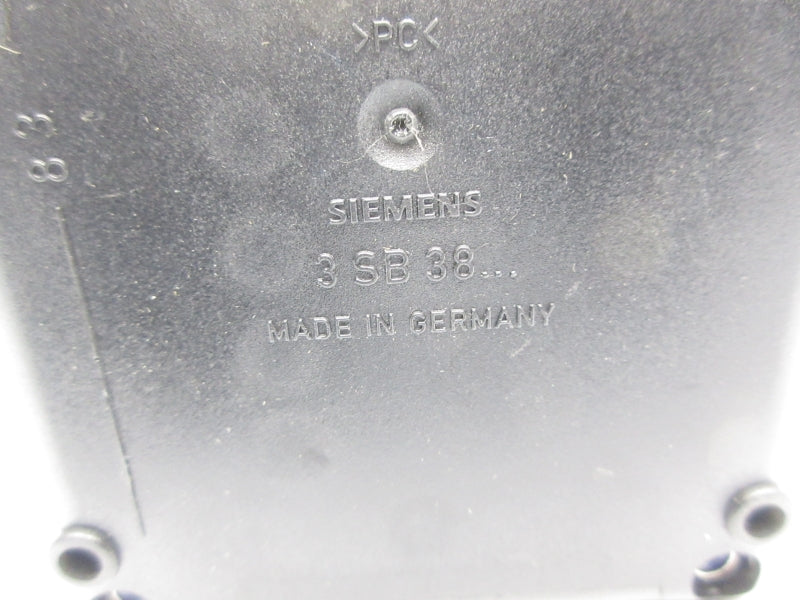 >PC<
83
SIEMENS
3 SB 38...
MADE IN GERMANY